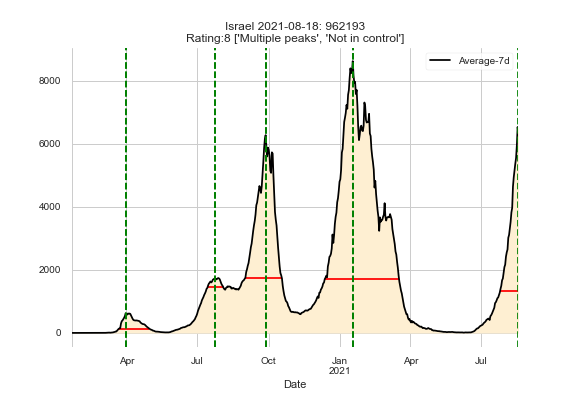 Israel 2021-08-18: 962193
Rating:8 ['Multiple peaks', 'Not in control']
Average-7d
8000
6000
4000
2000
0
Apr
Jul
Oct
Jan
2021
Apr
Jul
Date